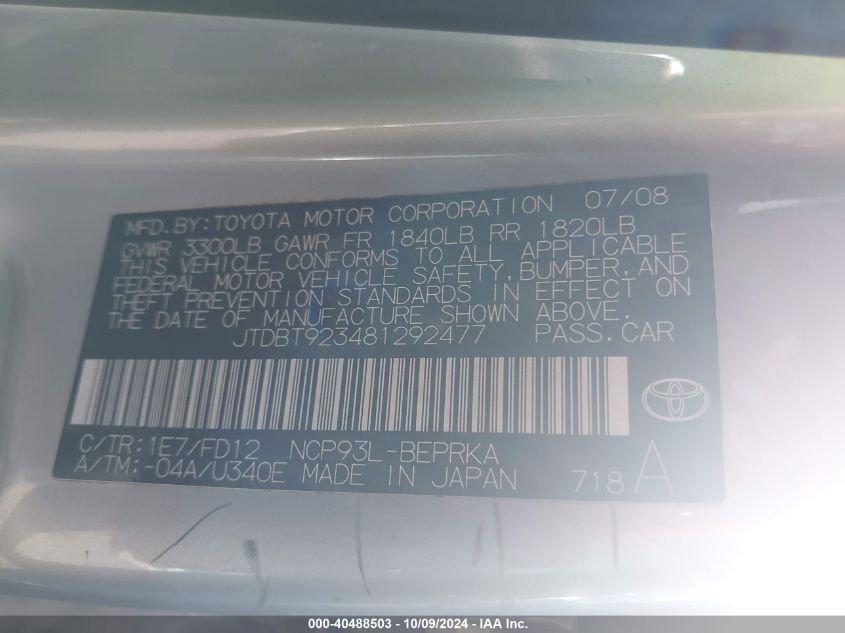 MFD.BY:TOYOTA MOTOR CORPORATION 07/08
GVWR 3300LB GAWR FR 1840LB RR 1820LB
THIS VEHICLE CONFORMS TO ALL APPLICABLE
FEDERAL MOTOR VEHICLE SAFETY,BUMPER,AND
THEFT PREVENTION STANDARDS IN EFFECT ON
THE DATE OF MANUFACTURE SHOWN ABOVE.
JTDBT923481292477 PASS.CAR
C/TR:1E7/FD12 NCP93L-BEPRKA
A/TM:-04A/U340E MADE IN JAPAN 718 A
000-40488503 - 10/09/2024 - IAA Inc.